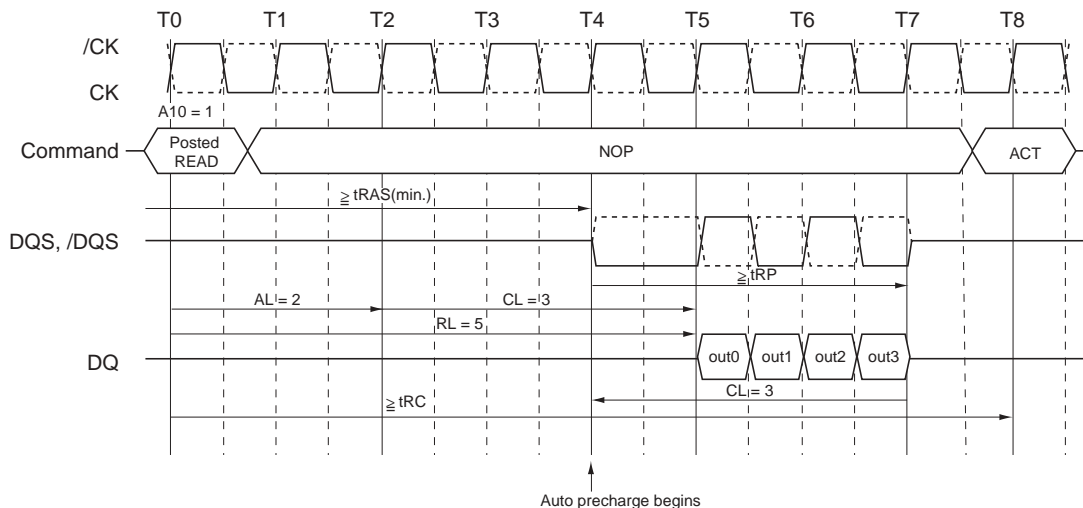 T0 T1 T2 T3 T4 T5 T6 T7 T8
/CK
CK
A10 = 1
Command
Posted
READ
NOP
ACT
≧ tRAS(min.)
DQS, /DQS
≧ tRP
AL = 2
CL = 3
RL = 5
DQ
out0 out1 out2 out3
CL = 3
≧ tRC
Auto precharge begins